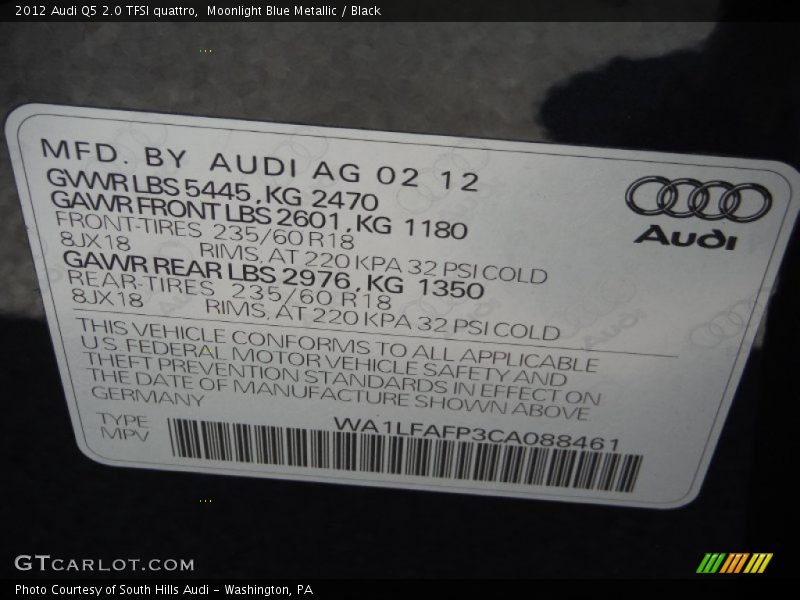 2012 Audi Q5 2.0 TFSI quattro,  Moonlight Blue Metallic / Black
MFD. BY AUDI AG 02 12
GVWR LBS 5445, KG 2470
GAWR FRONT LBS 2601, KG 1180
FRONT-TIRES 235/60 R18
8JX18 RIMS, AT 220 KPA 32 PSI COLD
GAWR REAR LBS 2976, KG 1350
REAR-TIRES 235/60 R18
8JX18 RIMS, AT 220 KPA 32 PSI COLD
Audi
THIS VEHICLE CONFORMS TO ALL APPLICABLE
U.S. FEDERAL MOTOR VEHICLE SAFETY AND
THEFT PREVENTION STANDARDS IN EFFECT ON
THE DATE OF MANUFACTURE SHOWN ABOVE
GERMANY
TYPE WA1LFAFP3CA088461
MPV
GTCARLOT.COM
Photo Courtesy of South Hills Audi - Washington, PA